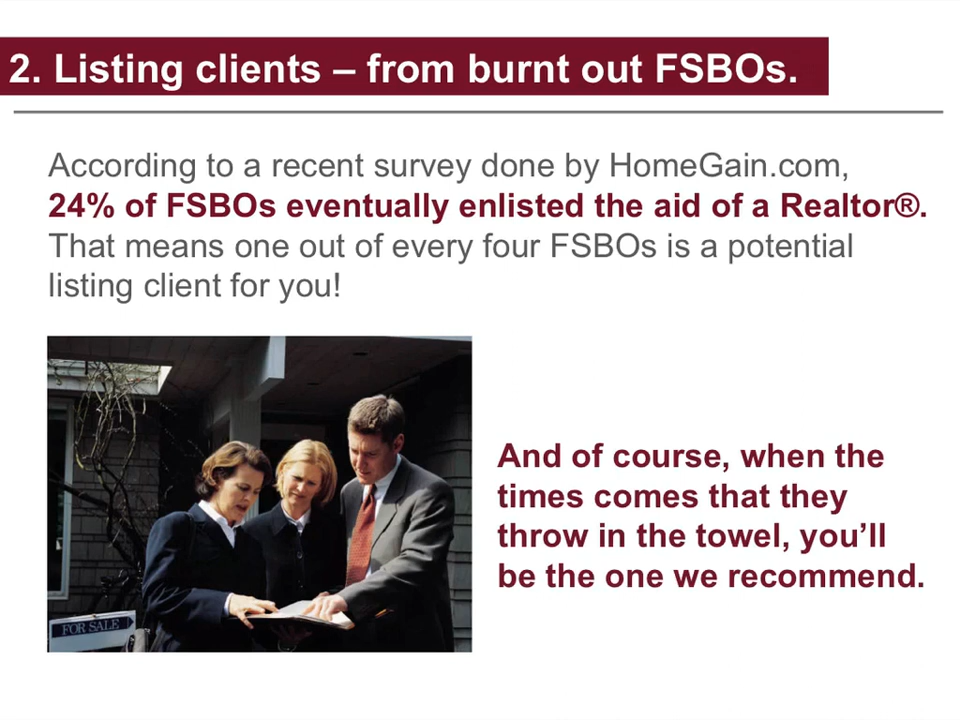 2. Listing clients – from burnt out FSBOs.
According to a recent survey done by HomeGain.com,
24% of FSBOs eventually enlisted the aid of a Realtor®.
That means one out of every four FSBOs is a potential
listing client for you!
And of course, when the
times comes that they
throw in the towel, you’ll
be the one we recommend.
FOR SALE